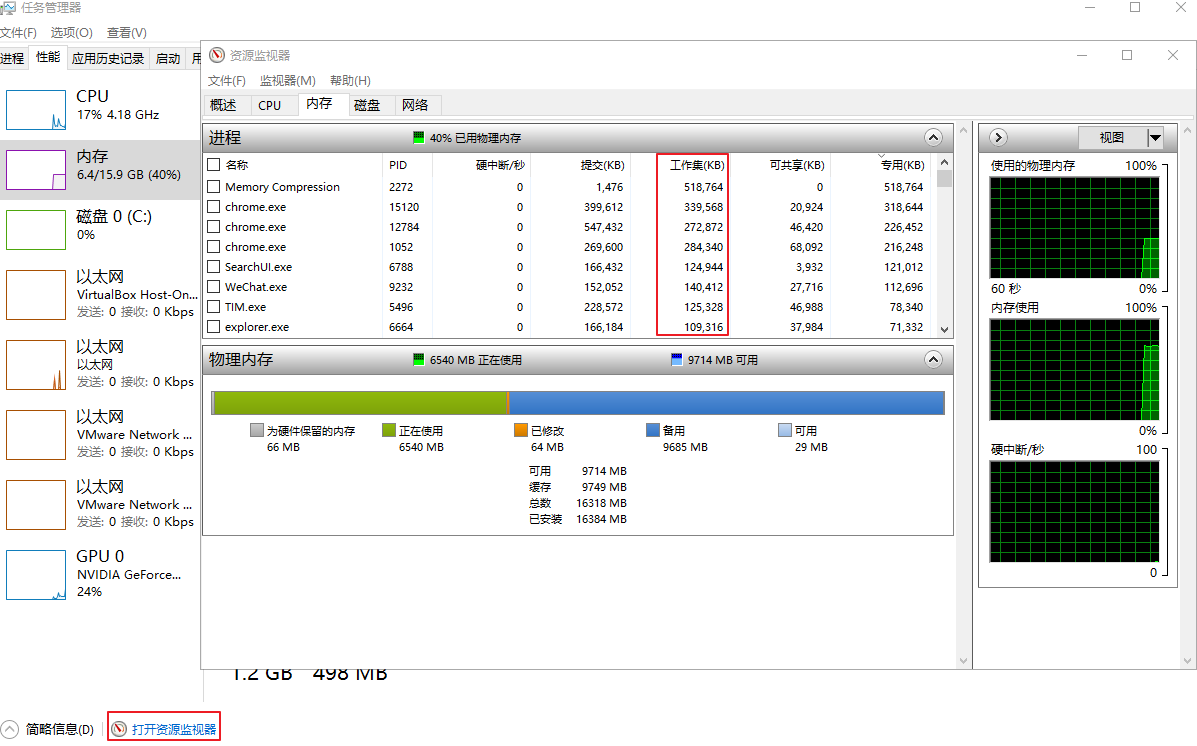 任务管理器
文件(F) 选项(O) 查看(V)
进程 性能 应用历史记录 启动
CPU
17% 4.18 GHz
内存
6.4/15.9 GB (40%)
磁盘 0 (C:)
0%
以太网
VirtualBox Host-On...
发送: 0 接收: 0 Kbps
以太网
以太网
发送: 0 接收: 0 Kbps
以太网
VMware Network ...
发送: 0 接收: 0 Kbps
以太网
VMware Network ...
发送: 0 接收: 0 Kbps
GPU 0
NVIDIA GeForce...
24%
资源监视器
文件(F) 监视器(M) 帮助(H)
概述 CPU 内存 磁盘 网络
进程 40% 已用物理内存
名称 PID 硬中断/秒 提交(KB) 工作集(KB) 可共享(KB) 专用(KB)
Memory Compression 2272 0 1,476 518,764 0 518,764
chrome.exe 15120 0 399,612 339,568 20,924 318,644
chrome.exe 12784 0 547,432 272,872 46,420 226,452
chrome.exe 1052 0 269,600 284,340 68,092 216,248
SearchUI.exe 6788 0 166,432 124,944 3,932 121,012
WeChat.exe 9232 0 152,052 140,412 27,716 112,696
TIM.exe 5496 0 228,572 125,328 46,988 78,340
explorer.exe 6664 0 166,184 109,316 37,984 71,332
物理内存 6540 MB 正在使用 9714 MB 可用
为硬件保留的内存 正在使用 已修改 备用 可用
66 MB 6540 MB 64 MB 9685 MB 29 MB
可用 9714 MB
缓存 9749 MB
总数 16318 MB
已安装 16384 MB
视图
使用的物理内存 100%
60 秒 0%
内存使用 100%
0%
硬中断/秒 100
0
1.2 GB 498 MB
简略信息(D) 打开资源监视器